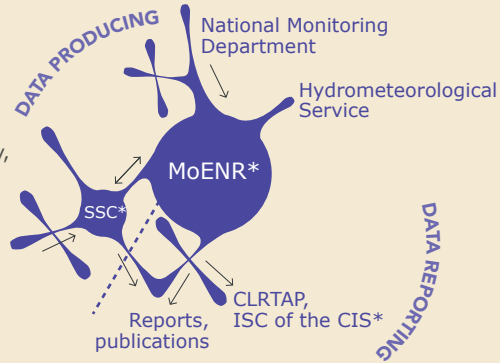 DATA PRODUCING
National Monitoring
Department
Hydrometeorological
Service
MoENR*
SSC*
DATA REPORTING
CLRTAP,
ISC of the CIS*
Reports,
publications